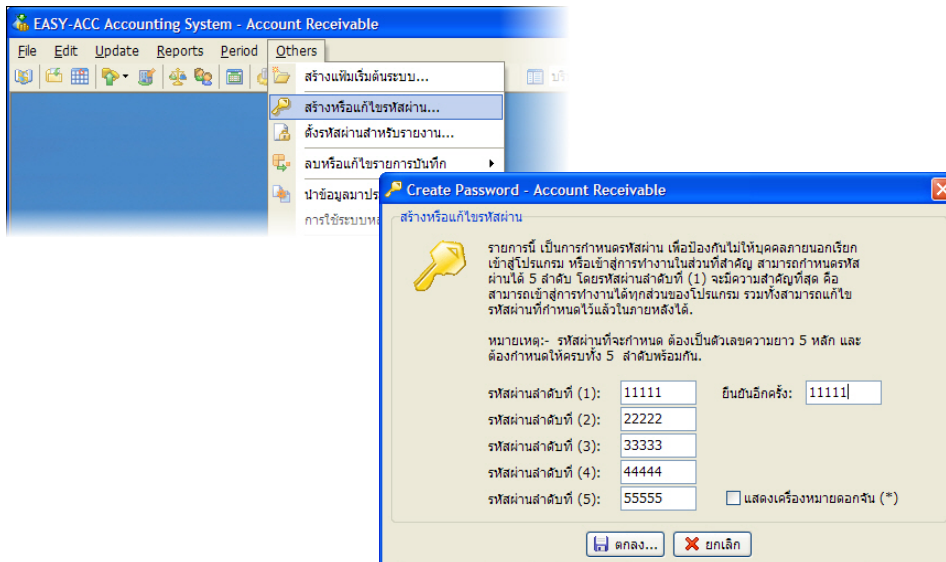 EASY-ACC Accounting System - Account Receivable
File Edit Update Reports Period Others
สร้างแฟ้มเริ่มต้นระบบ...
สร้างหรือแก้ไขรหัสผ่าน...
ตั้งรหัสผ่านสำหรับรายงาน...
ลบหรือแก้ไขรายการบันทึก
นำข้อมูลมาประ
การใช้ระบบ
Create Password - Account Receivable
สร้างหรือแก้ไขรหัสผ่าน
รายการนี้ เป็นการกำหนดรหัสผ่าน เพื่อป้องกันไม่ให้บุคคลภายนอกเรียก
เข้าสู่โปรแกรม หรือเข้าสู่การทำงานในส่วนที่สำคัญ สามารถกำหนดรหัส
ผ่านได้ 5 ลำดับ โดยรหัสผ่านลำดับที่ (1) จะมีความสำคัญที่สุด คือ
สามารถเข้าสู่การทำงานได้ทุกส่วนของโปรแกรม รวมทั้งสามารถแก้ไข
รหัสผ่านที่กำหนดไว้แล้วในภายหลังได้.
หมายเหตุ:- รหัสผ่านที่จะกำหนด ต้องเป็นตัวเลขความยาว 5 หลัก และ
ต้องกำหนดให้ครบทั้ง 5 ลำดับพร้อมกัน.
รหัสผ่านลำดับที่ (1): 11111 ยืนยันอีกครั้ง: 11111
รหัสผ่านลำดับที่ (2): 22222
รหัสผ่านลำดับที่ (3): 33333
รหัสผ่านลำดับที่ (4): 44444
รหัสผ่านลำดับที่ (5): 55555 แสดงเครื่องหมายดอกจัน (*)
ตกลง... ยกเลิก